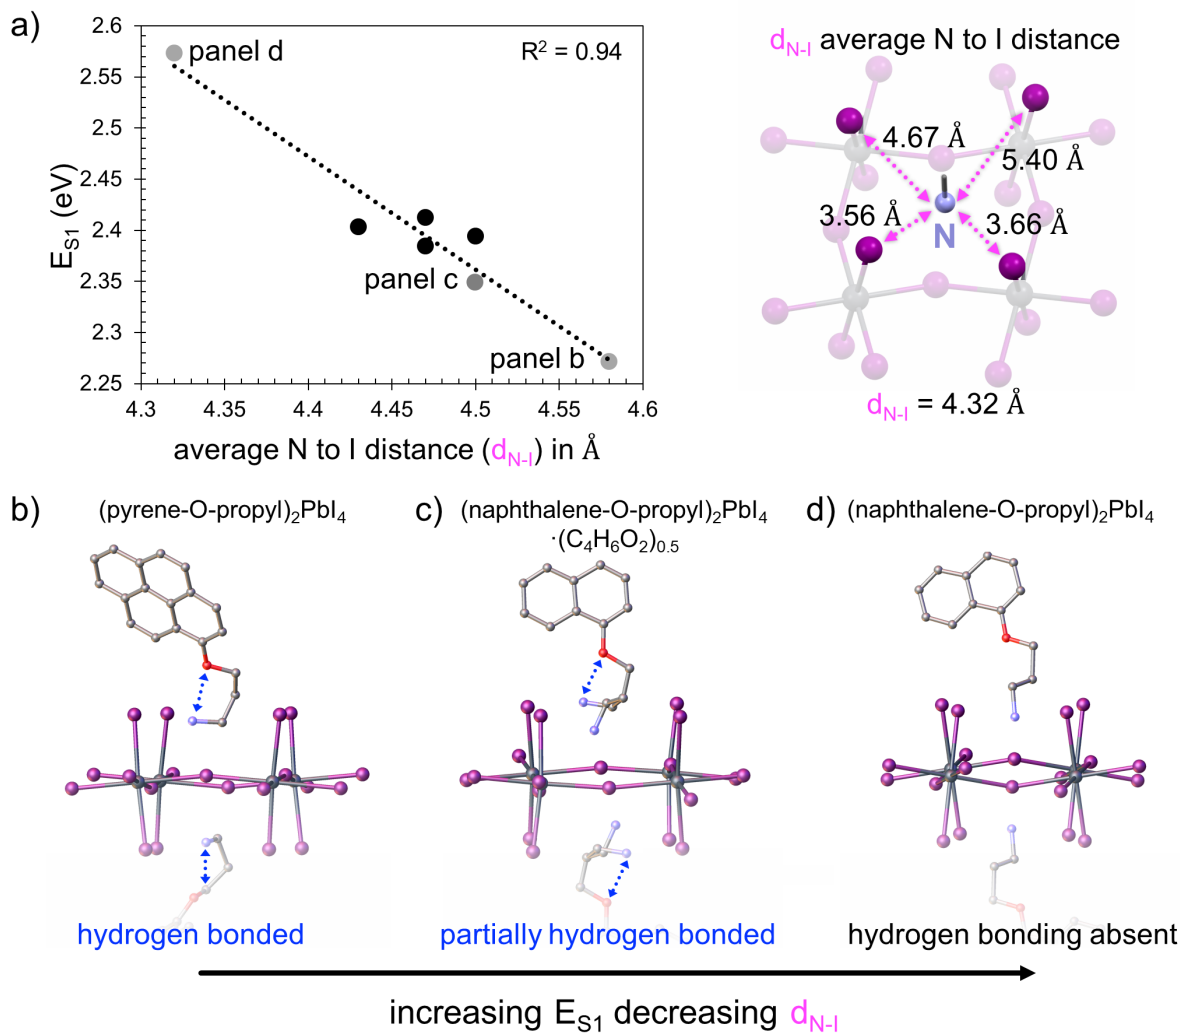 a)
2.6
2.55
2.5
2.45
2.4
2.35
2.3
2.25
E_S1 (eV)
panel d
R² = 0.94
panel c
panel b
4.3
4.35
4.4
4.45
4.5
4.55
4.6
average N to I distance (d_N-I) in Å
d_N-I average N to I distance
4.67 Å
5.40 Å
3.56 Å
3.66 Å
N
d_N-I = 4.32 Å
b)
(pyrene-O-propyl)₂PbI₄
c)
(naphthalene-O-propyl)₂PbI₄
·(C₄H₆O₂)₀.₅
d)
(naphthalene-O-propyl)₂PbI₄
hydrogen bonded
partially hydrogen bonded
hydrogen bonding absent
increasing E_S1 decreasing d_N-I